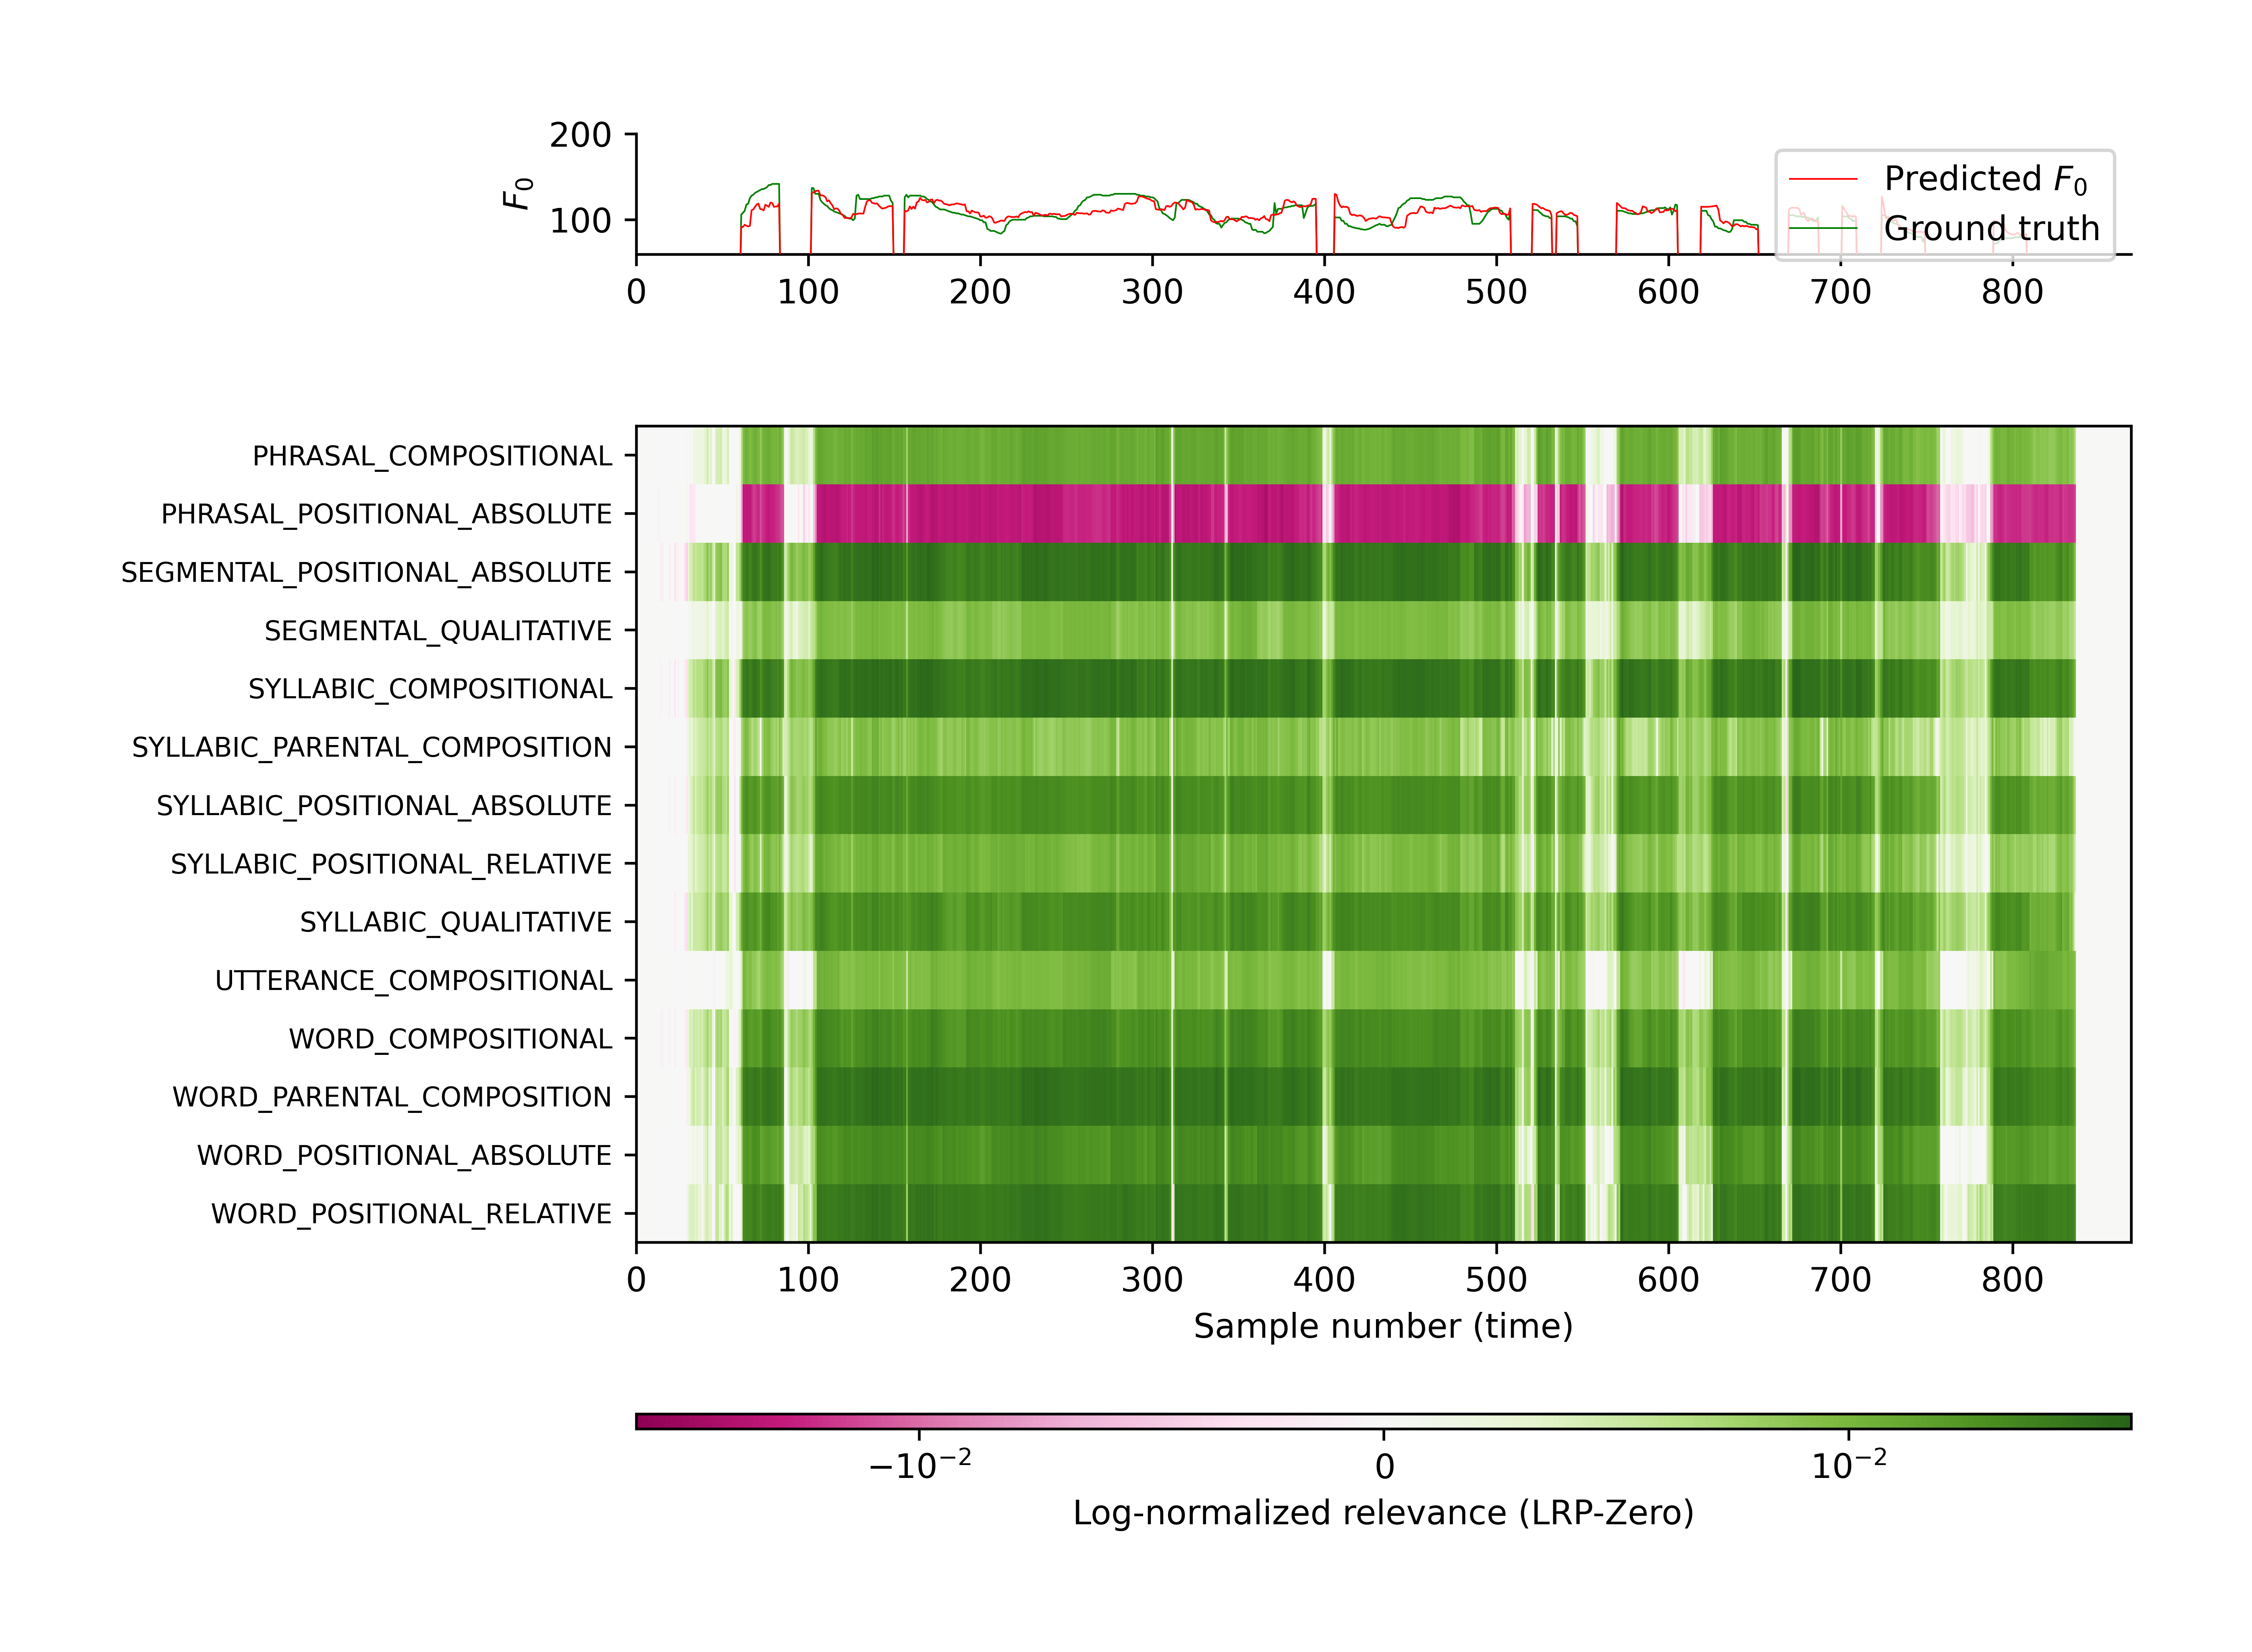 200
100
F₀
Predicted F₀
Ground truth
0 100 200 300 400 500 600 700 800
PHRASAL_COMPOSITIONAL
PHRASAL_POSITIONAL_ABSOLUTE
SEGMENTAL_POSITIONAL_ABSOLUTE
SEGMENTAL_QUALITATIVE
SYLLABIC_COMPOSITIONAL
SYLLABIC_PARENTAL_COMPOSITION
SYLLABIC_POSITIONAL_ABSOLUTE
SYLLABIC_POSITIONAL_RELATIVE
SYLLABIC_QUALITATIVE
UTTERANCE_COMPOSITIONAL
WORD_COMPOSITIONAL
WORD_PARENTAL_COMPOSITION
WORD_POSITIONAL_ABSOLUTE
WORD_POSITIONAL_RELATIVE
0 100 200 300 400 500 600 700 800
Sample number (time)
−10⁻² 0 10⁻²
Log-normalized relevance (LRP-Zero)